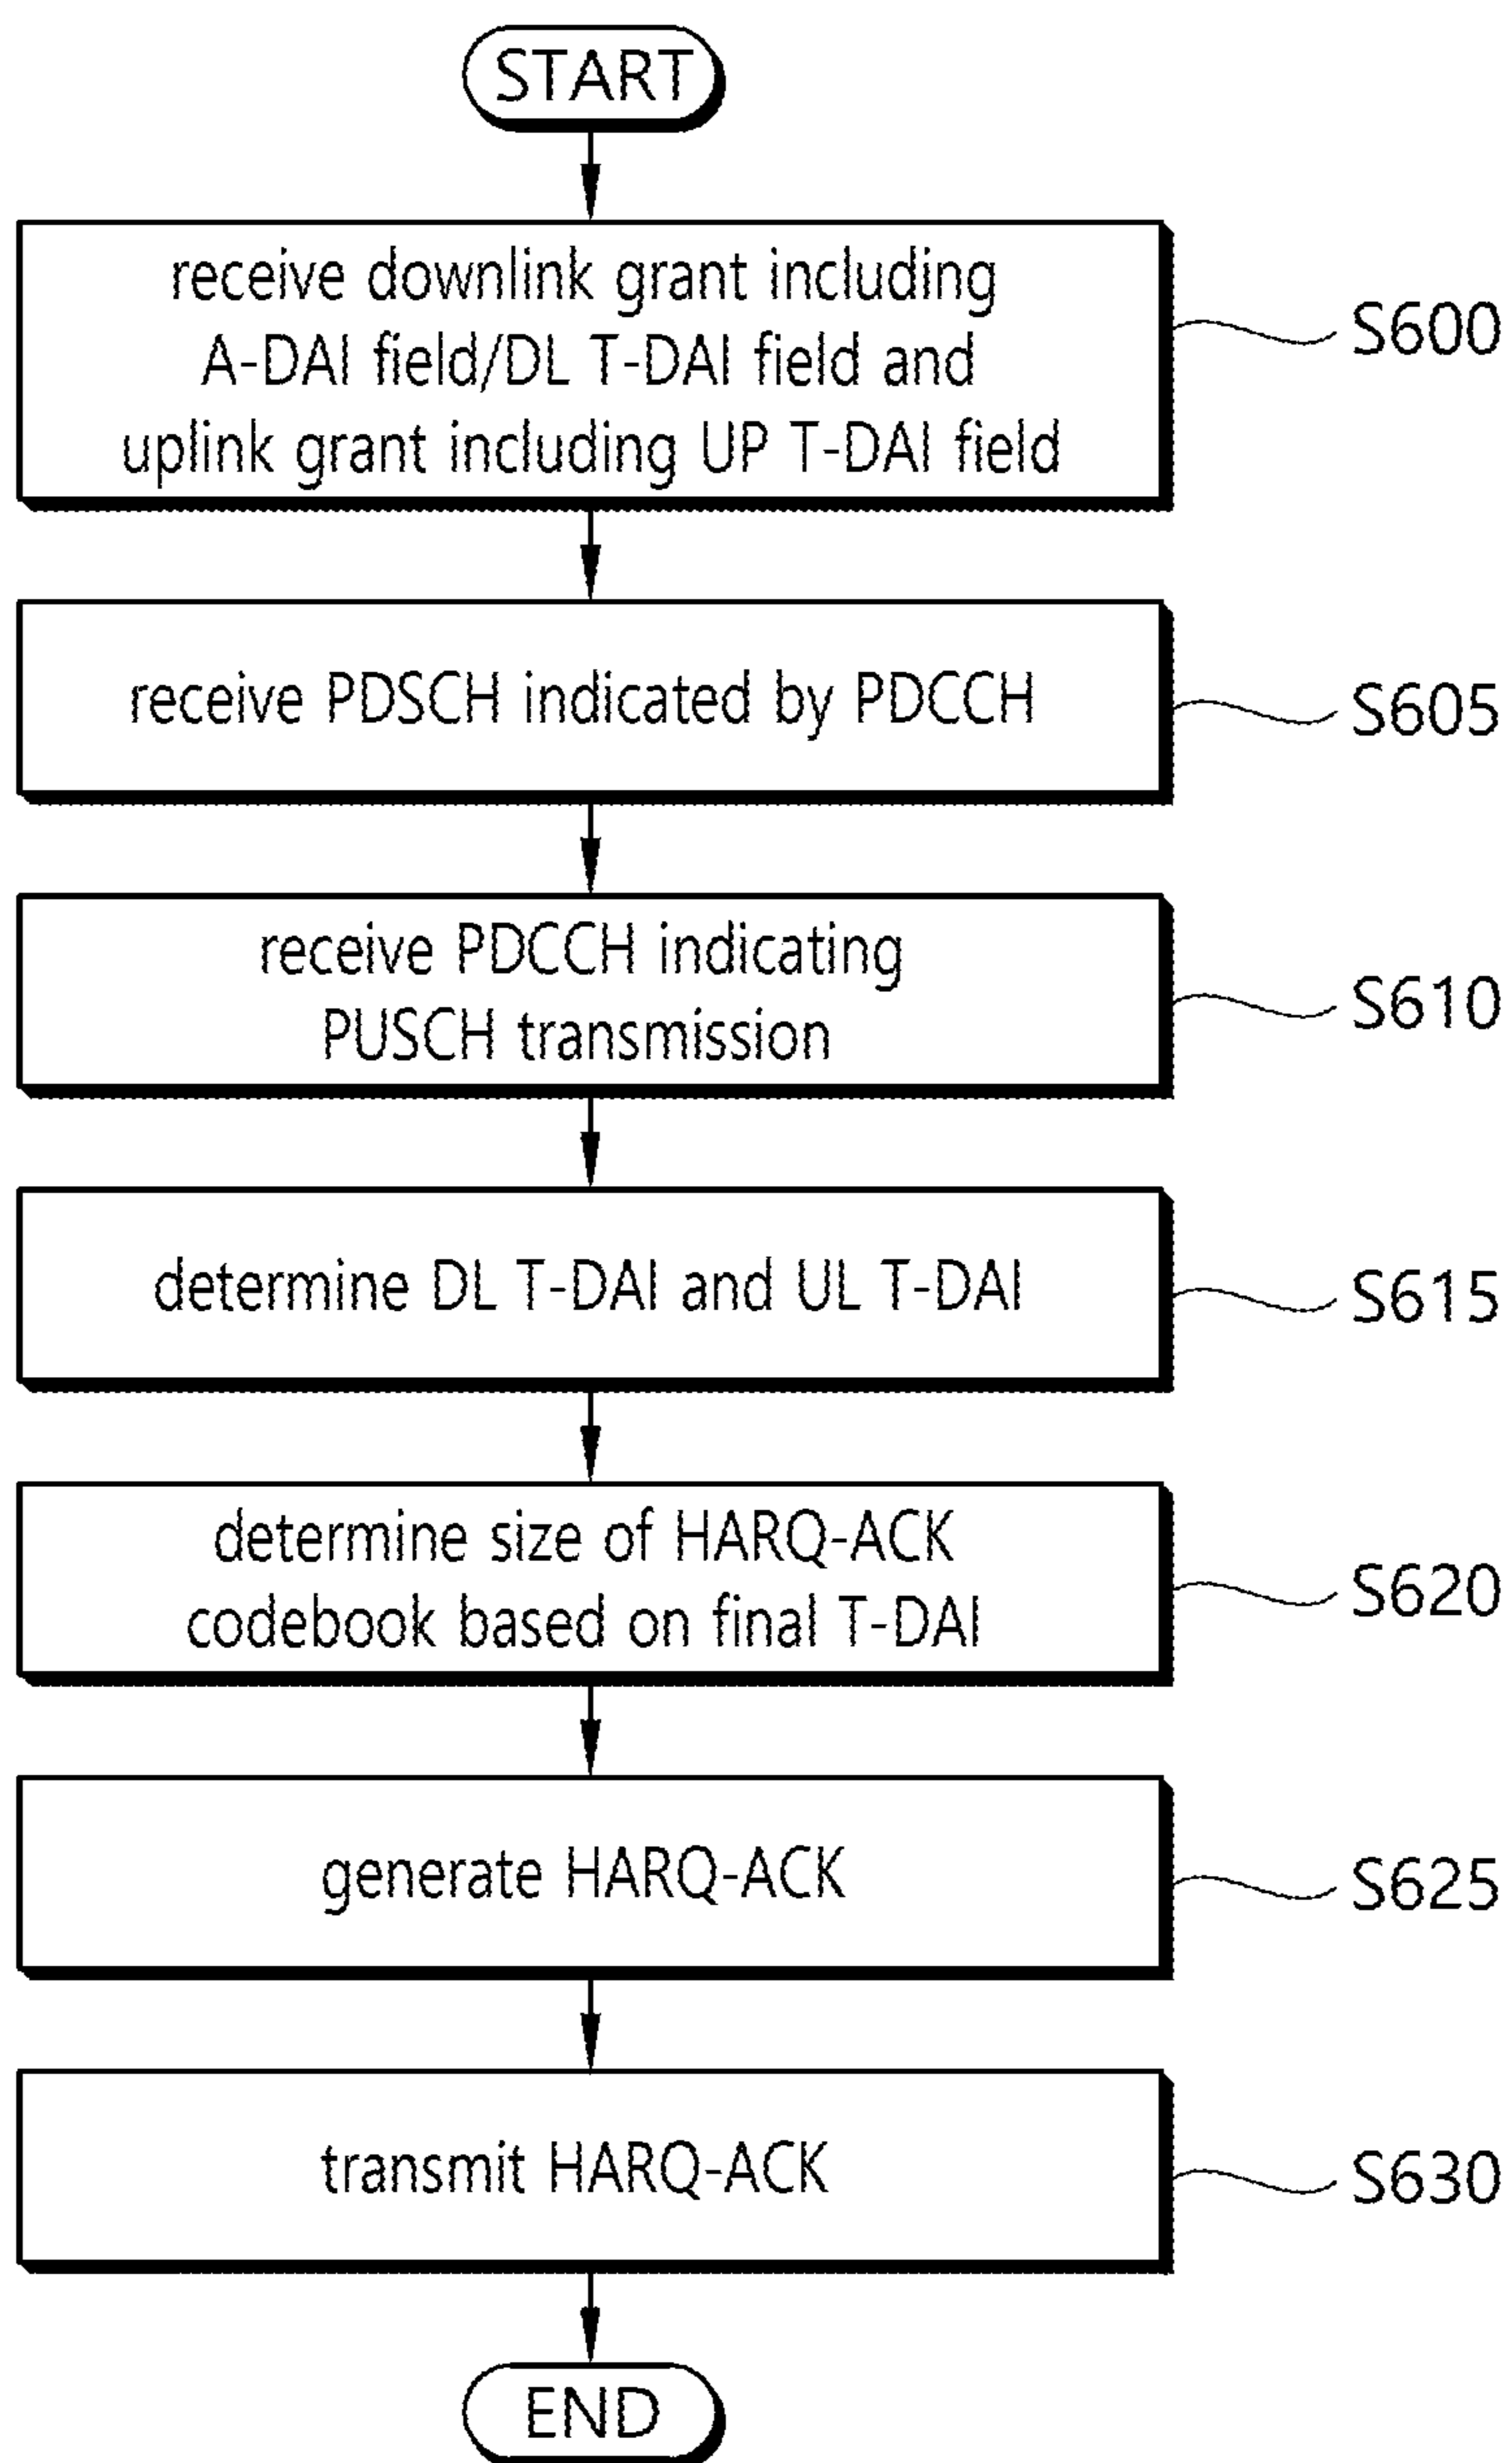 START
receive downlink grant including
A-DAI field/DL T-DAI field and
uplink grant including UP T-DAI field
S600
receive PDSCH indicated by PDCCH
S605
receive PDCCH indicating
PUSCH transmission
S610
determine DL T-DAI and UL T-DAI
S615
determine size of HARQ-ACK
codebook based on final T-DAI
S620
generate HARQ-ACK
S625
transmit HARQ-ACK
S630
END